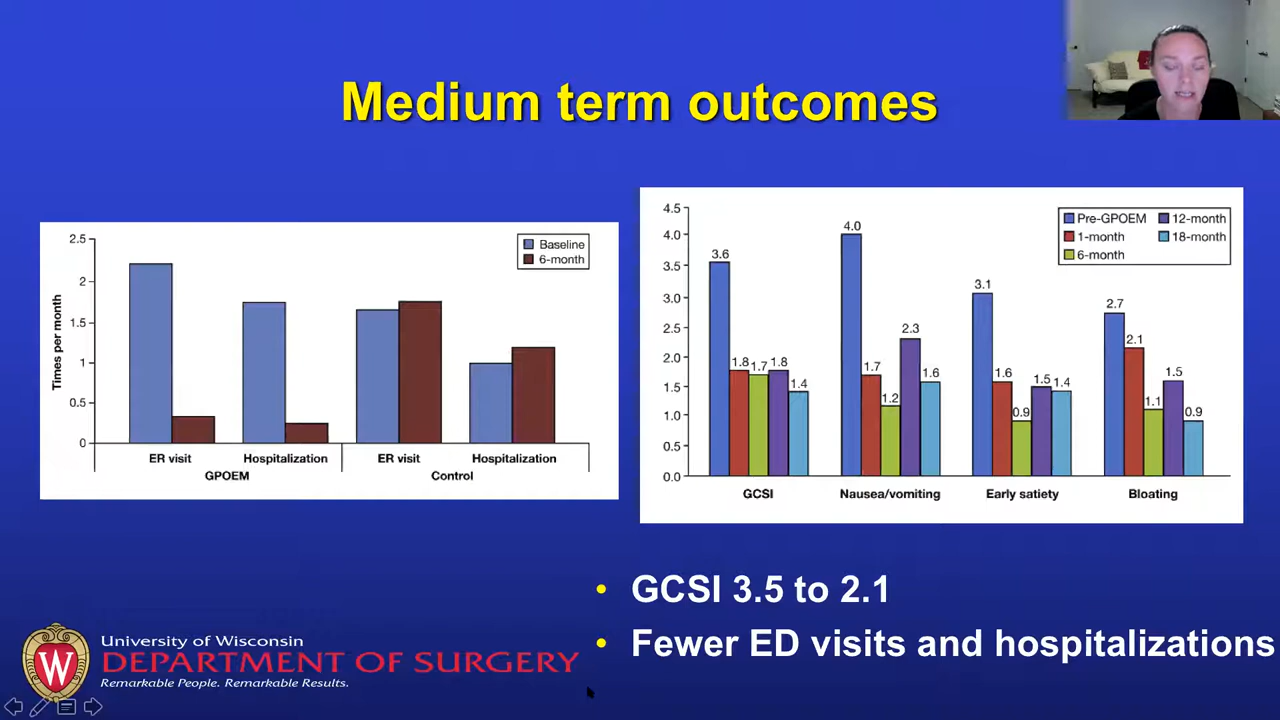 Medium term outcomes
2.5
2
1.5
1
0.5
0
Times per month
Baseline
6-month
ER visit
Hospitalization
ER visit
Hospitalization
GPOEM
Control
4.5
4.0
3.5
3.0
2.5
2.0
1.5
1.0
0.5
0.0
Pre-GPOEM
1-month
6-month
12-month
18-month
3.6
1.8
1.7
1.8
1.4
4.0
1.7
1.2
2.3
1.6
3.1
1.6
0.9
1.5
1.4
2.7
2.1
1.1
1.5
0.9
GCSI
Nausea/vomiting
Early satiety
Bloating
• GCSI 3.5 to 2.1
• Fewer ED visits and hospitalizations
W
University of Wisconsin
DEPARTMENT OF SURGERY
Remarkable People. Remarkable Results.